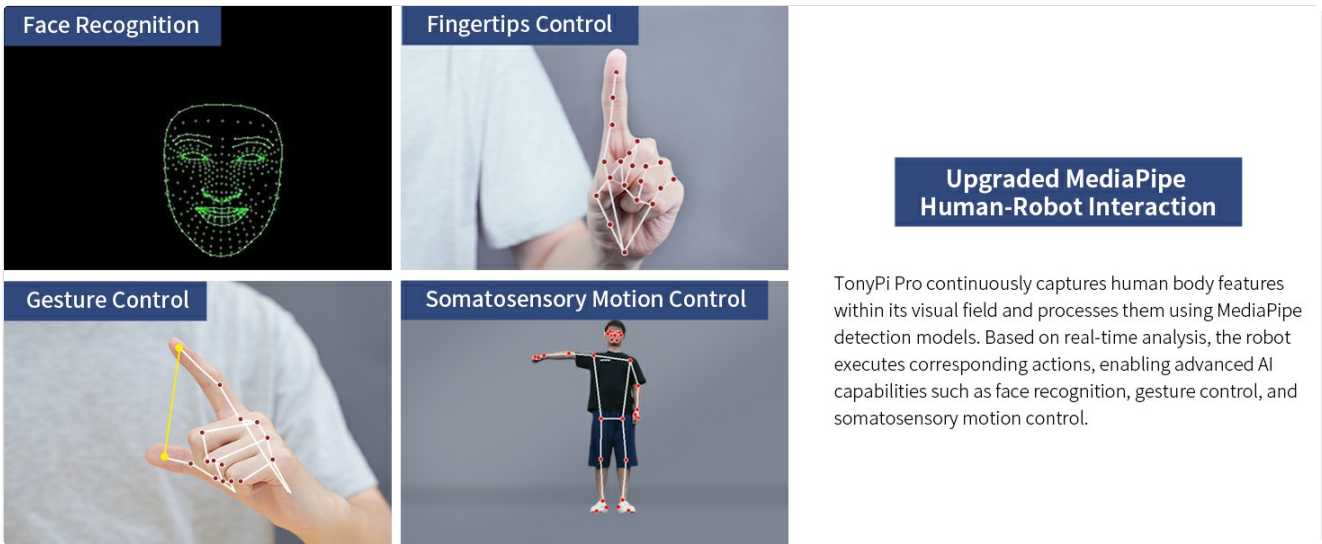 Face Recognition
Fingertips Control
Gesture Control
Somatosensory Motion Control
Upgraded MediaPipe
Human-Robot Interaction
TonyPi Pro continuously captures human body features
within its visual field and processes them using MediaPipe
detection models. Based on real-time analysis, the robot
executes corresponding actions, enabling advanced AI
capabilities such as face recognition, gesture control, and
somatosensory motion control.